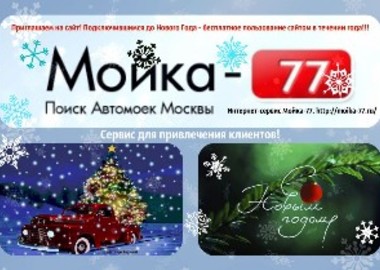 Приглашаем на сайт! Подключившимся до Нового Года - бесплатное пользование сайтом в течении года!!!
Мойка-77
Поиск Автомоек Москвы
Интернет-сервис Мойка-77, http://moika-77.ru/
Сервис для привлечения клиентов!
С Новым
годом,